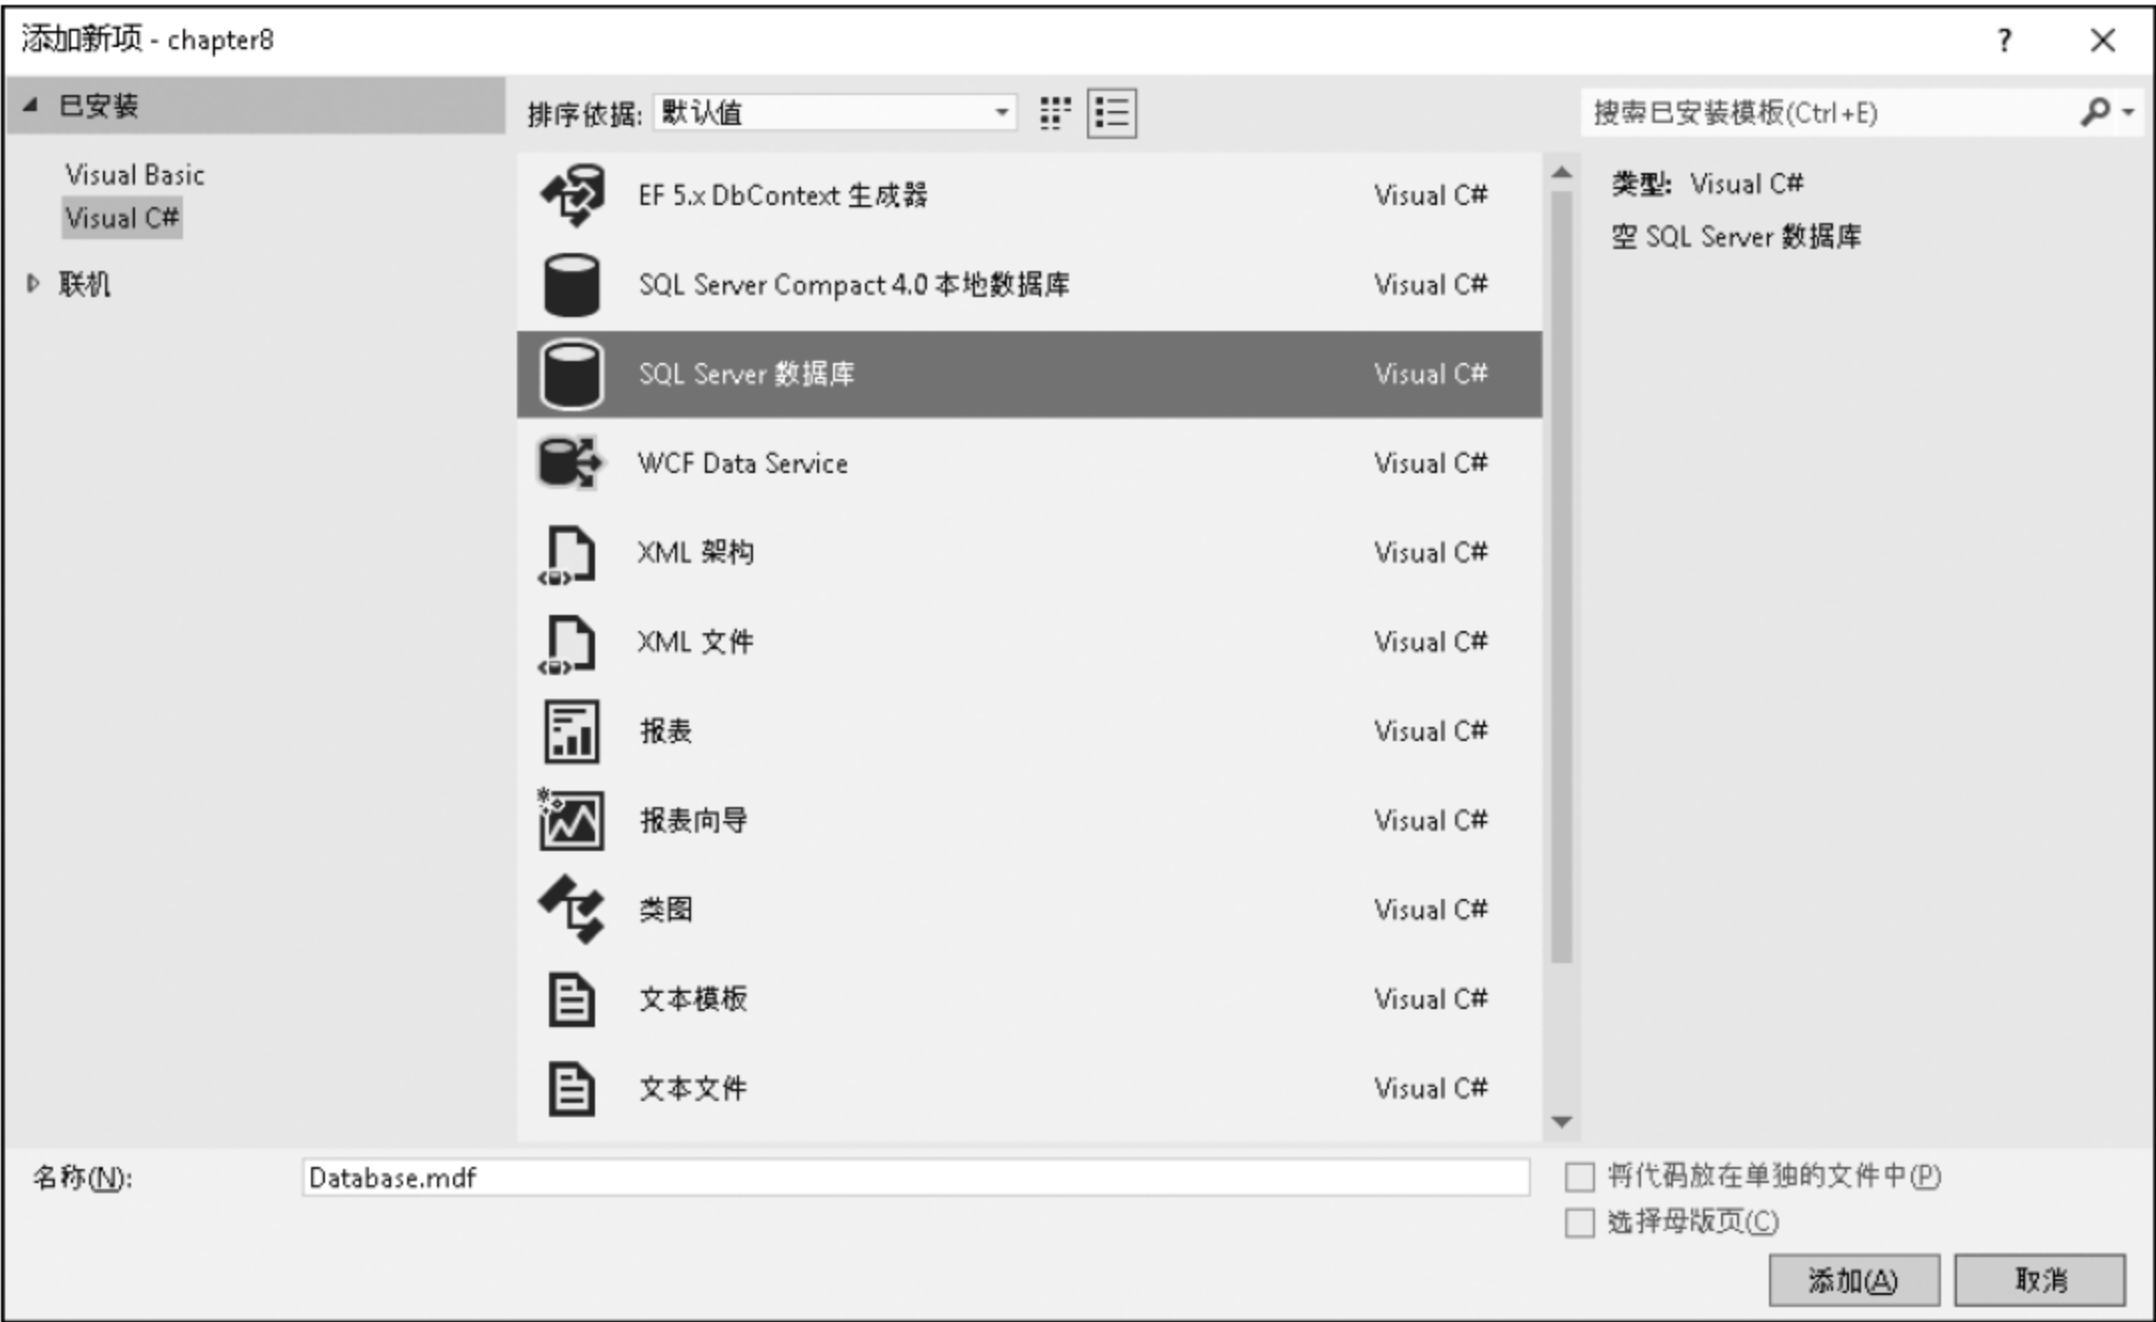 添加新项 - chapter8
?
已安装
Visual Basic
Visual C#
联机
排序依据: 默认值
搜索已安装模板(Ctrl+E)
EF 5.x DbContext 生成器 Visual C#
SQL Server Compact 4.0 本地数据库 Visual C#
SQL Server 数据库 Visual C#
WCF Data Service Visual C#
XML 架构 Visual C#
XML 文件 Visual C#
报表 Visual C#
报表向导 Visual C#
类图 Visual C#
文本模板 Visual C#
文本文件 Visual C#
类型: Visual C#
空 SQL Server 数据库
名称(N): Database.mdf
将代码放在单独的文件中(P)
选择母版页(C)
添加(A) 取消